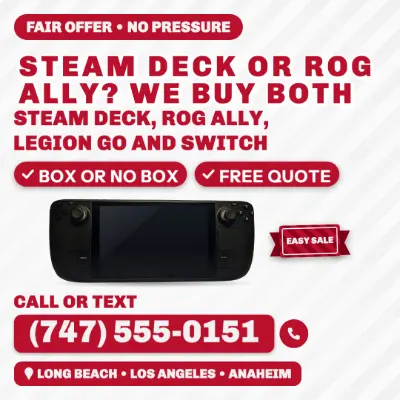 FAIR OFFER • NO PRESSURE
STEAM DECK OR ROG
ALLY? WE BUY BOTH
STEAM DECK, ROG ALLY,
LEGION GO AND SWITCH
BOX OR NO BOX
FREE QUOTE
EASY SALE
CALL OR TEXT
(747) 555-0151
LONG BEACH • LOS ANGELES • ANAHEIM